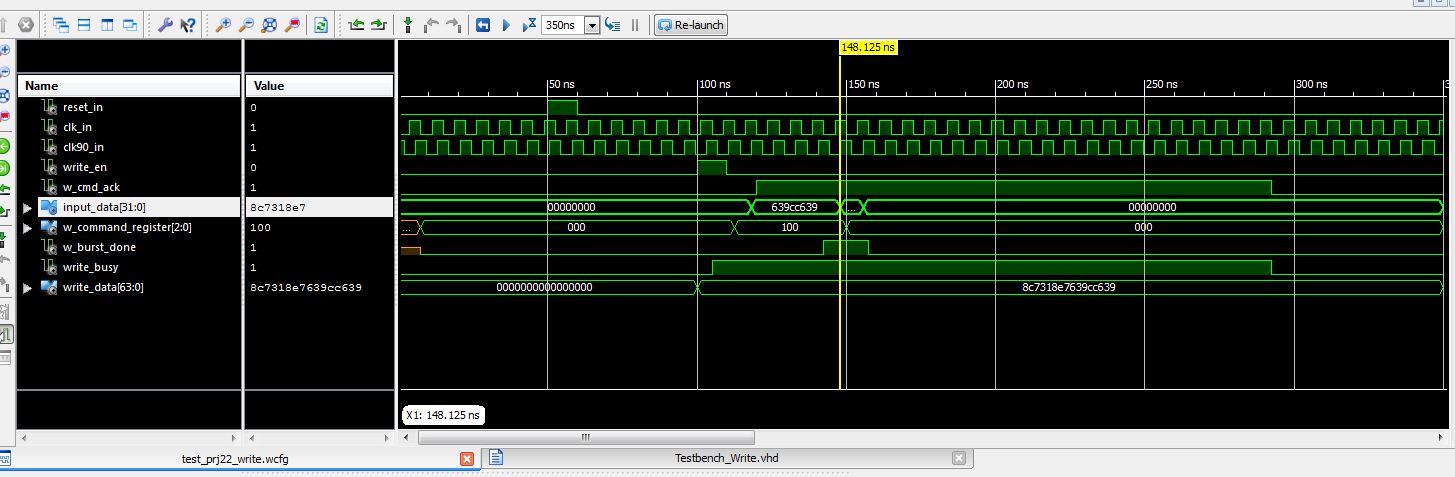 350ns Re-launch
148.125 ns
Name Value
50 ns 100 ns 150 ns 200 ns 250 ns 300 ns
reset_in 0
clk_in 1
clk90_in 1
write_en 0
w_cmd_ack 1
input_data[31:0] 8c7318e7 00000000 639cc639 ... 00000000
w_command_register[2:0] 100 ... 000 100 000
w_burst_done 1
write_busy 1
write_data[63:0] 8c7318e7639cc639 0000000000000000 8c7318e7639cc639
X1: 148.125 ns
test_prj22_write.wcfg Testbench_Write.vhd